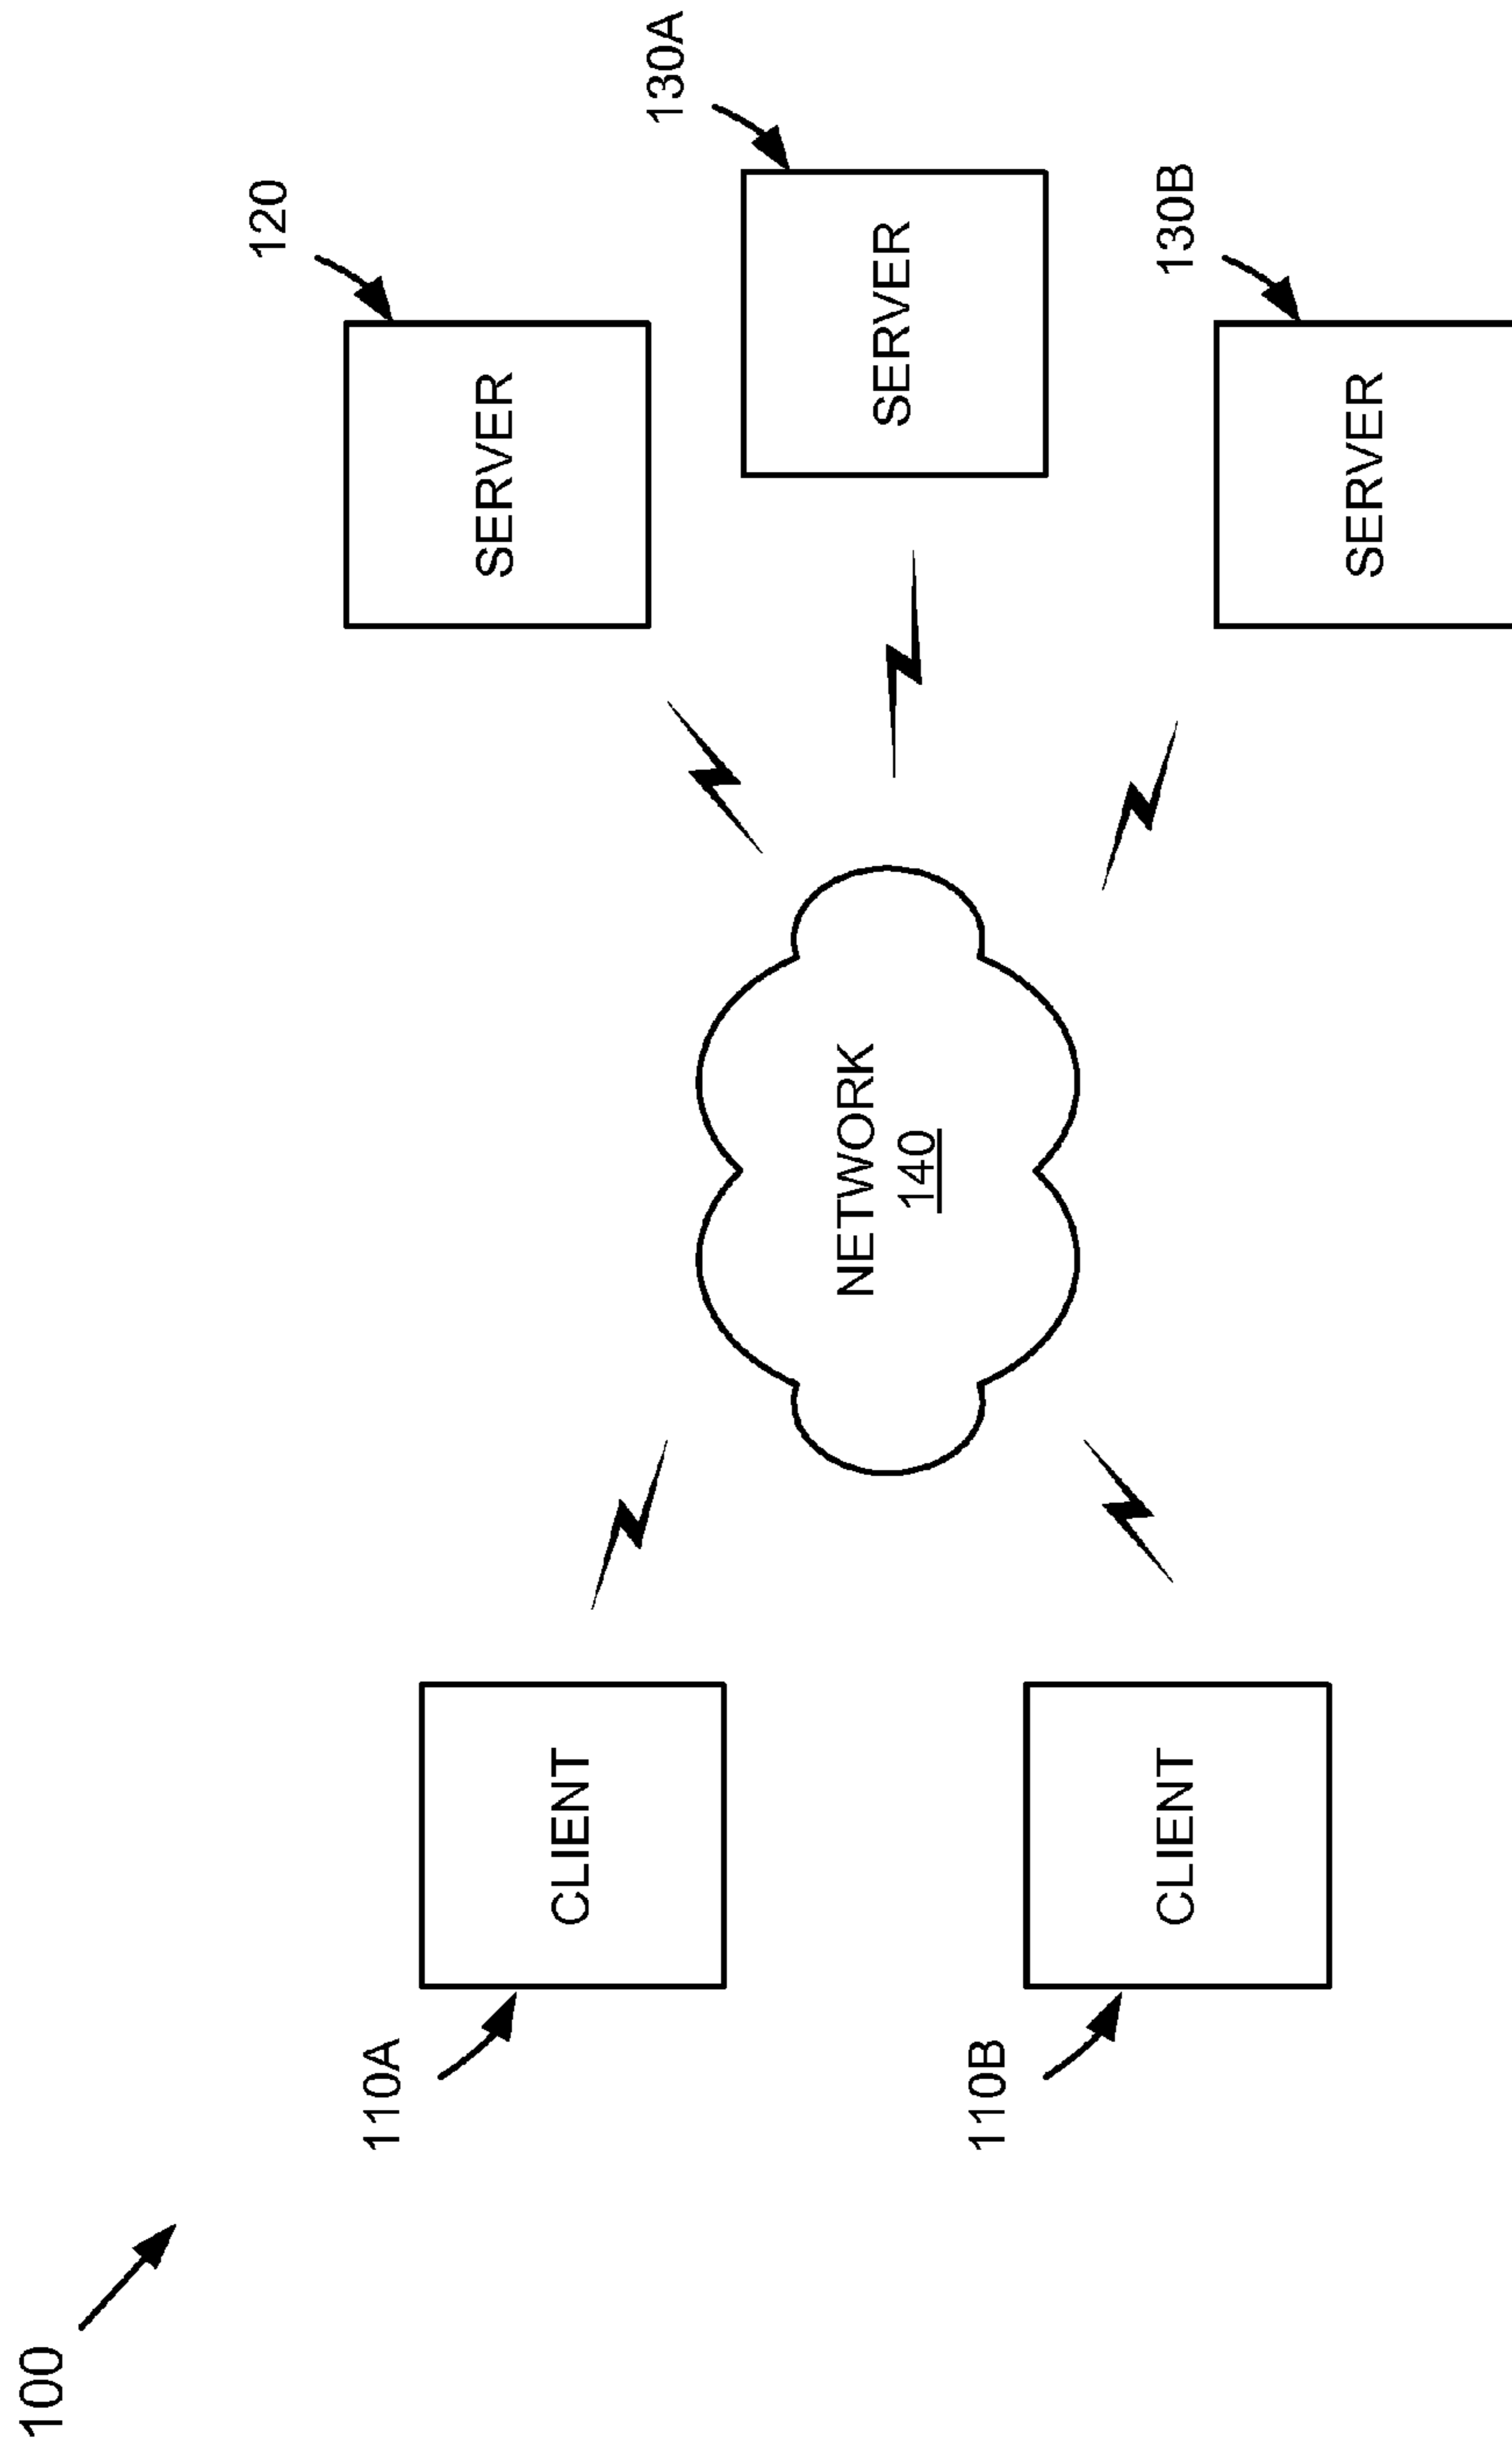 100
110A
CLIENT
110B
CLIENT
NETWORK
140
120
SERVER
130A
SERVER
130B
SERVER